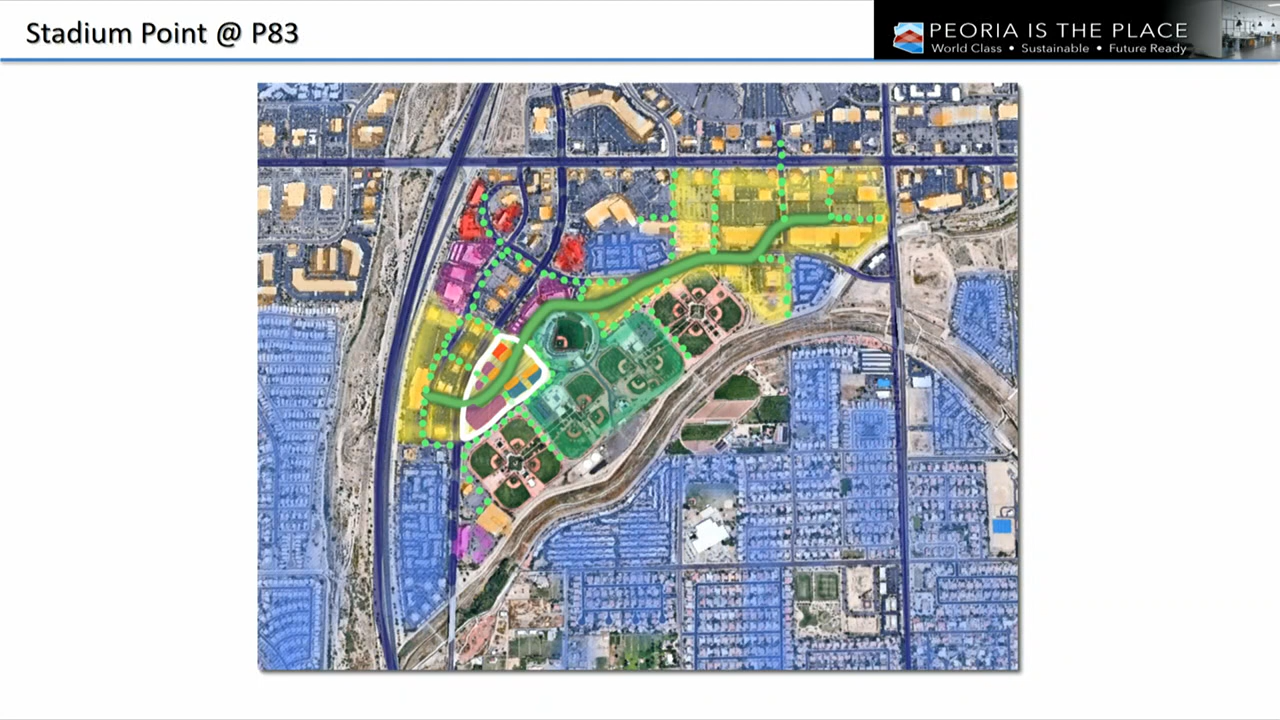 Stadium Point @ P83
PEORIA IS THE PLACE
World Class • Sustainable • Future Ready